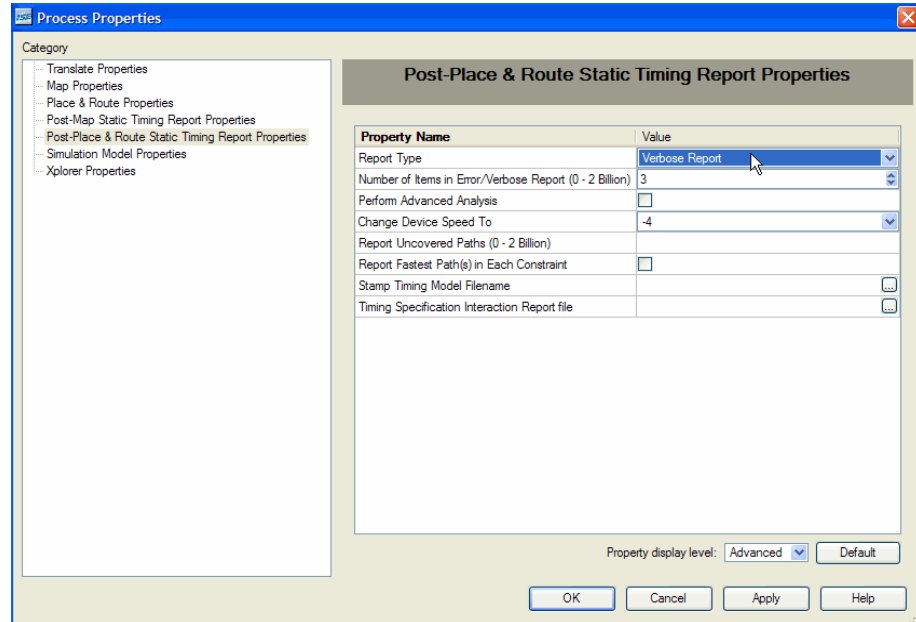 ISE Process Properties
Category
Translate Properties
Map Properties
Place & Route Properties
Post-Map Static Timing Report Properties
Post-Place & Route Static Timing Report Properties
Simulation Model Properties
Xplorer Properties
Post-Place & Route Static Timing Report Properties
Property Name Value
Report Type Verbose Report
Number of Items in Error/Verbose Report (0 - 2 Billion) 3
Perform Advanced Analysis
Change Device Speed To -4
Report Uncovered Paths (0 - 2 Billion)
Report Fastest Path(s) in Each Constraint
Stamp Timing Model Filename ...
Timing Specification Interaction Report file ...
Property display level: Advanced Default
OK Cancel Apply Help